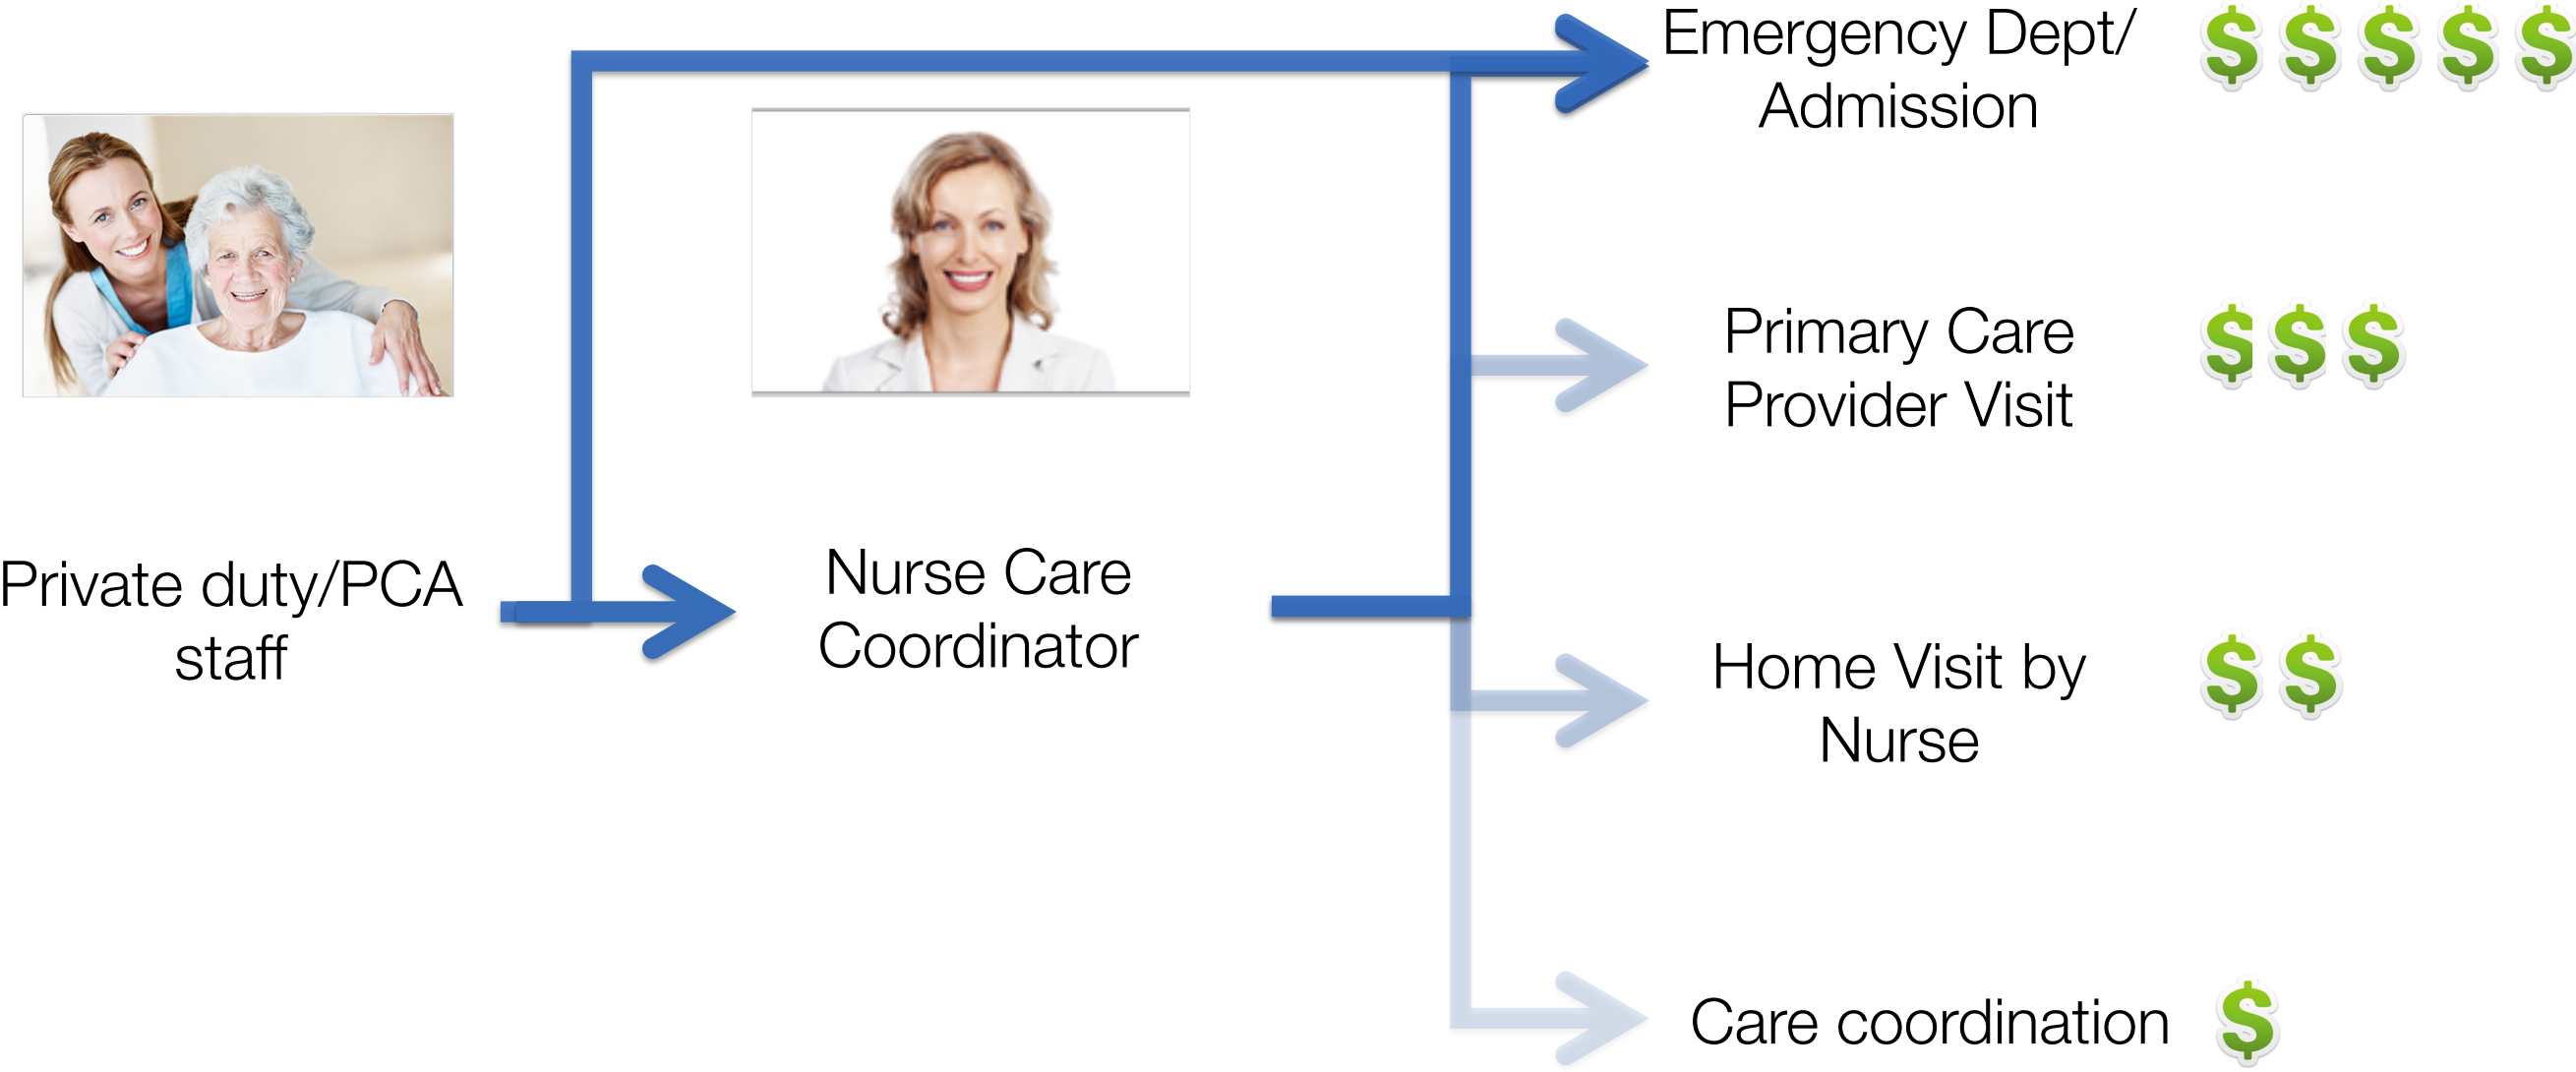 Private duty/PCA
staff
Nurse Care
Coordinator
Emergency Dept/
Admission
$ $ $ $ $
Primary Care
Provider Visit
$ $ $
Home Visit by
Nurse
$ $
Care coordination
$